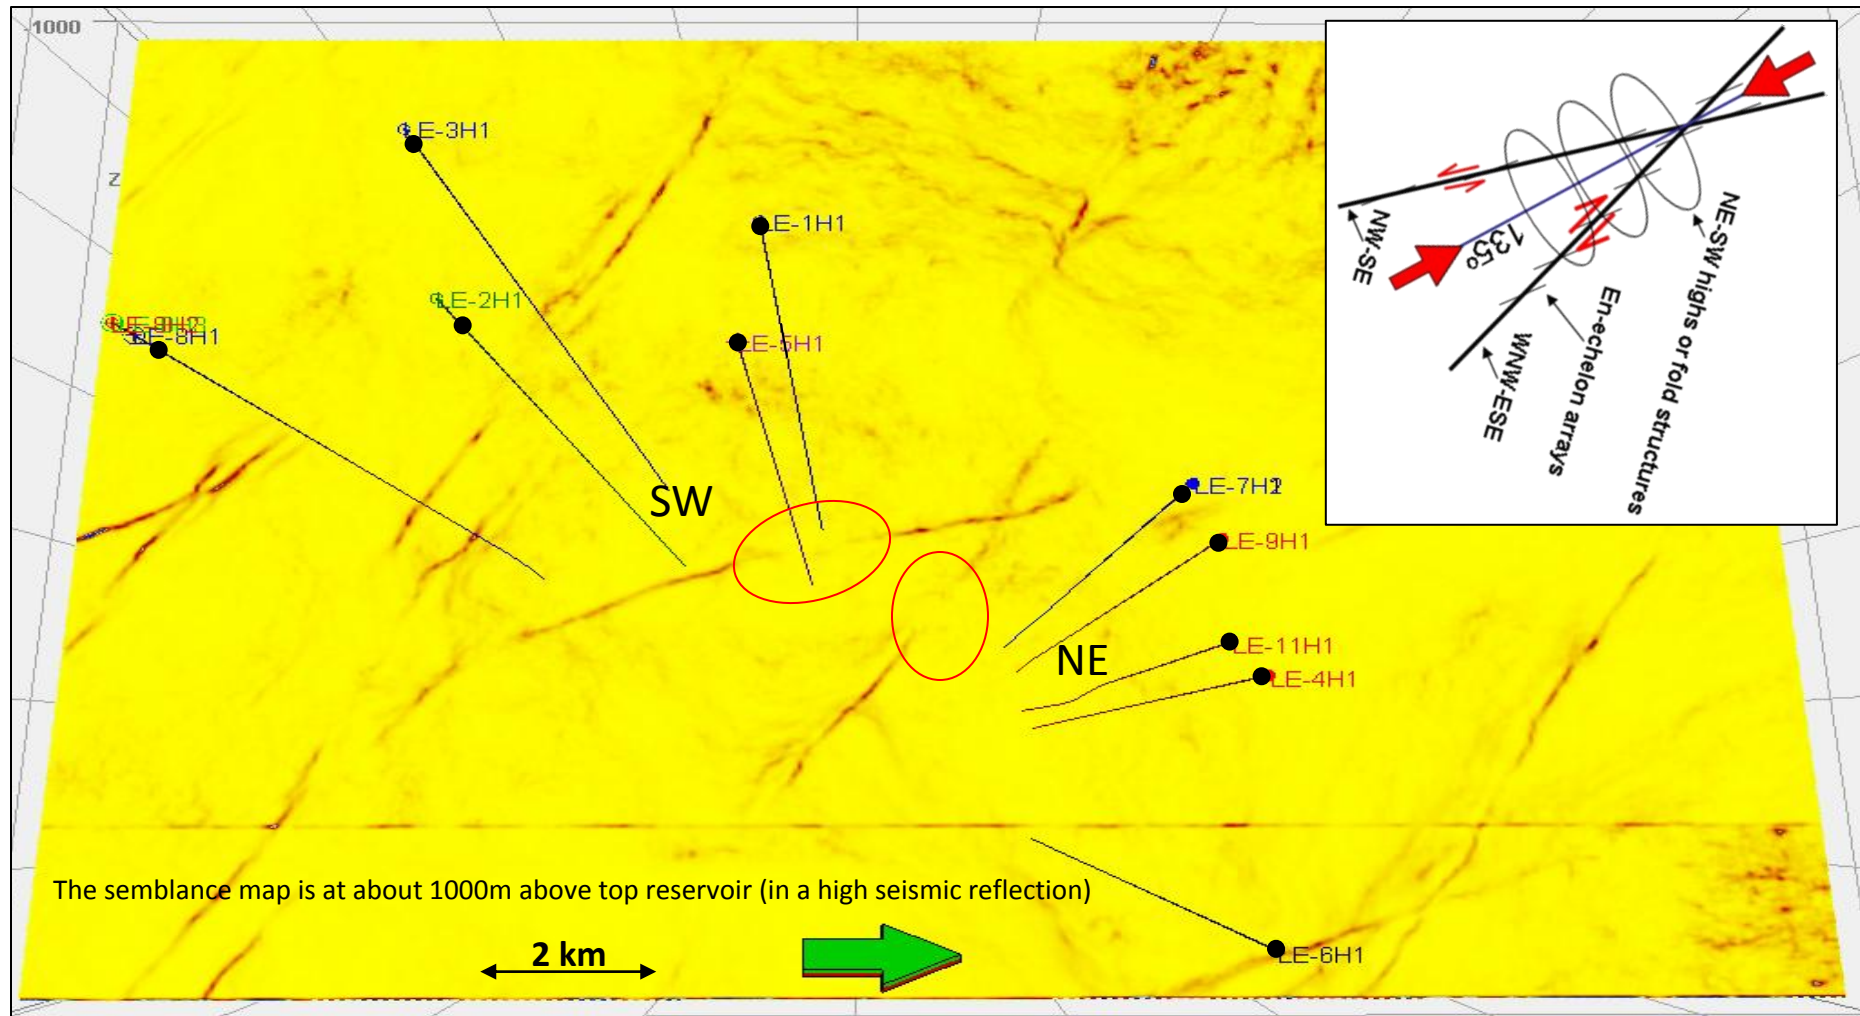 -1000
Z
LE-3H1
LE-1H1
LE-2H1
LE-8H1
LE-5H1
SW
LE-7H2
LE-9H1
NE
LE-11H1
LE-4H1
LE-6H1
The semblance map is at about 1000m above top reservoir (in a high seismic reflection)
2 km
NW-SE
135°
WNW-ESE
En-echelon arrays
NE-SW highs or fold structures